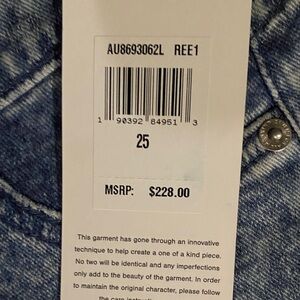 AU8693062L REE1
1 90392 84951 3
25
MSRP: $228.00
This garment has gone through an innovative
technique to help create a one of a kind piece.
No two will be identical and any imperfections
only add to the beauty of the garment. In order
to maintain the original character, please follow
the care